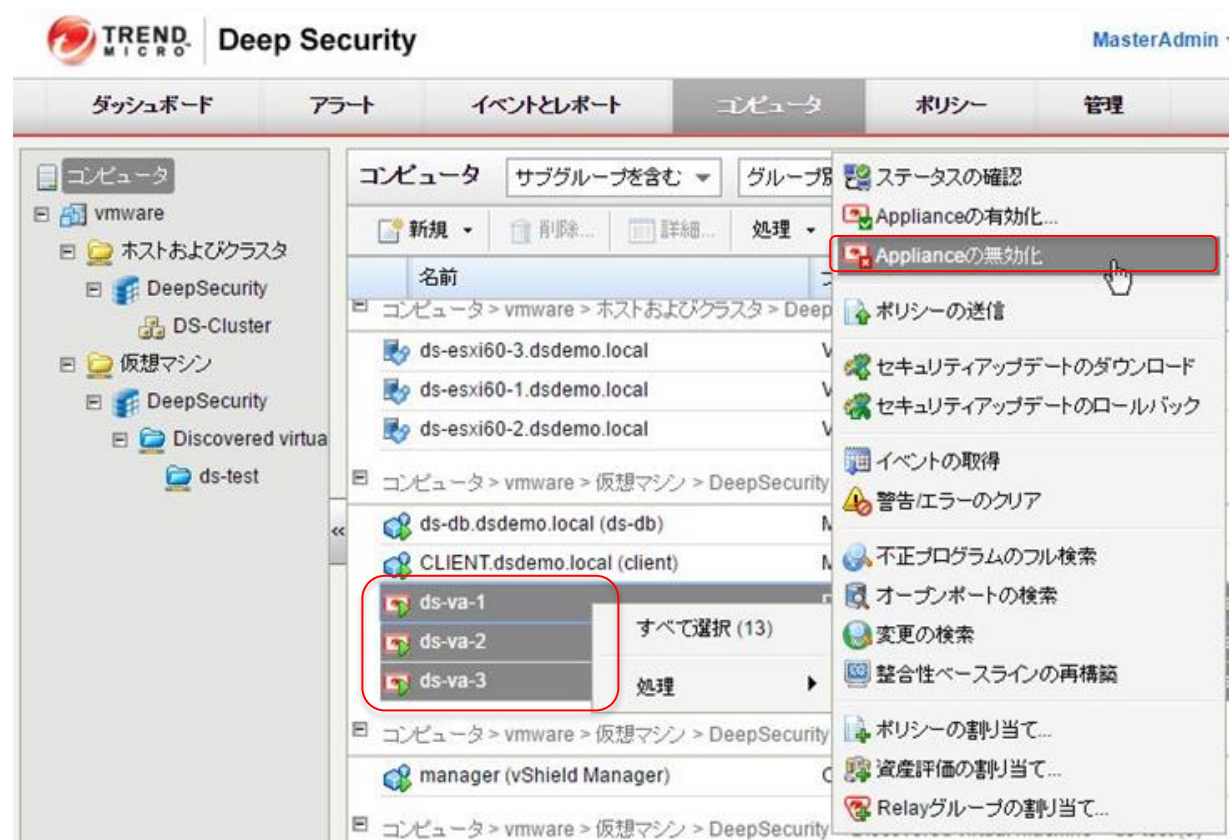 TREND MICRO Deep Security
MasterAdmin
ダッシュボード アラート イベントとレポート コンピュータ ポリシー 管理
コンピュータ
vmware
ホストおよびクラスタ
DeepSecurity
DS-Cluster
仮想マシン
DeepSecurity
Discovered virtua
ds-test
«
コンピュータ サブグループを含む グループ別
新規 削除... 詳細... 処理
名前
コンピュータ > vmware > ホストおよびクラスタ > Deep
ds-esxi60-3.dsdemo.local
ds-esxi60-1.dsdemo.local
ds-esxi60-2.dsdemo.local
コンピュータ > vmware > 仮想マシン > DeepSecurity
ds-db.dsdemo.local (ds-db)
CLIENT.dsdemo.local (client)
ds-va-1
ds-va-2
ds-va-3
コンピュータ > vmware > 仮想マシン > DeepSecurity
manager (vShield Manager)
コンピュータ > vmware > 仮想マシン > DeepSecurity
すべて選択 (13)
処理
ステータスの確認
Applianceの有効化...
Applianceの無効化
ポリシーの送信
セキュリティアップデートのダウンロード
セキュリティアップデートのロールバック
イベントの取得
警告/エラーのクリア
不正プログラムのフル検索
オープンポートの検索
変更の検索
整合性ベースラインの再構築
ポリシーの割り当て...
資産評価の割り当て...
Relayグループの割り当て...